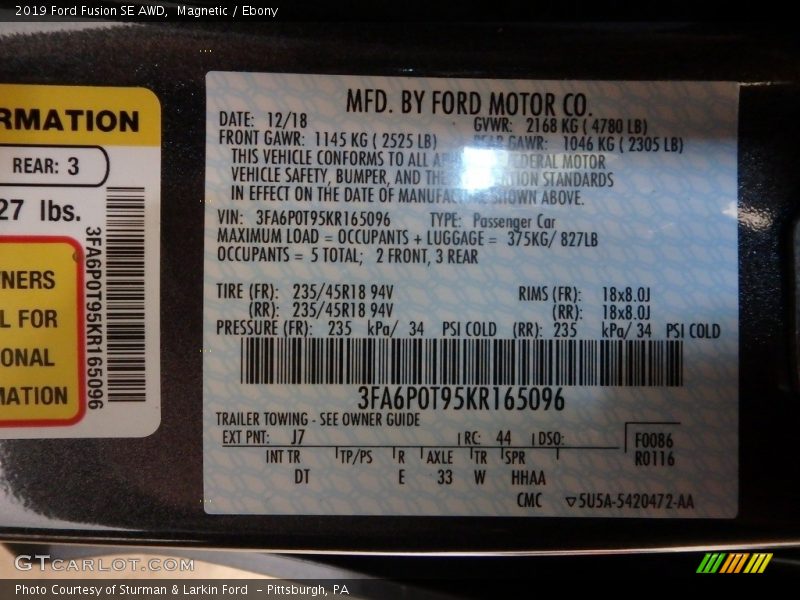 2019 Ford Fusion SE AWD, Magnetic / Ebony
RMATION
REAR: 3
27 lbs.
3FA6P0T95KR165096
NERS
L FOR
ONAL
MATION
MFD. BY FORD MOTOR CO.
DATE: 12/18 GVWR: 2168 KG ( 4780 LB)
FRONT GAWR: 1145 KG ( 2525 LB) REAR GAWR: 1046 KG ( 2305 LB)
THIS VEHICLE CONFORMS TO ALL FEDERAL MOTOR
VEHICLE SAFETY, BUMPER, AND STANDARDS
IN EFFECT ON THE DATE OF MANUFACTURE SHOWN ABOVE.
VIN: 3FA6P0T95KR165096 TYPE: Passenger Car
MAXIMUM LOAD = OCCUPANTS + LUGGAGE = 375KG/ 827LB
OCCUPANTS = 5 TOTAL; 2 FRONT, 3 REAR
TIRE (FR): 235/45R18 94V RIMS (FR): 18x8.0J
(RR): 235/45R18 94V (RR): 18x8.0J
PRESSURE (FR): 235 kPa/ 34 PSI COLD (RR): 235 kPa/ 34 PSI COLD
3FA6P0T95KR165096
TRAILER TOWING - SEE OWNER GUIDE
EXT PNT: J7 RC: 44 DSO: F0086
INT TR TP/PS R AXLE TR SPR R0116
DT E 33 W HHAA
CMC 5U5A-5420472-AA
GTCARLOT.COM
Photo Courtesy of Sturman & Larkin Ford - Pittsburgh, PA